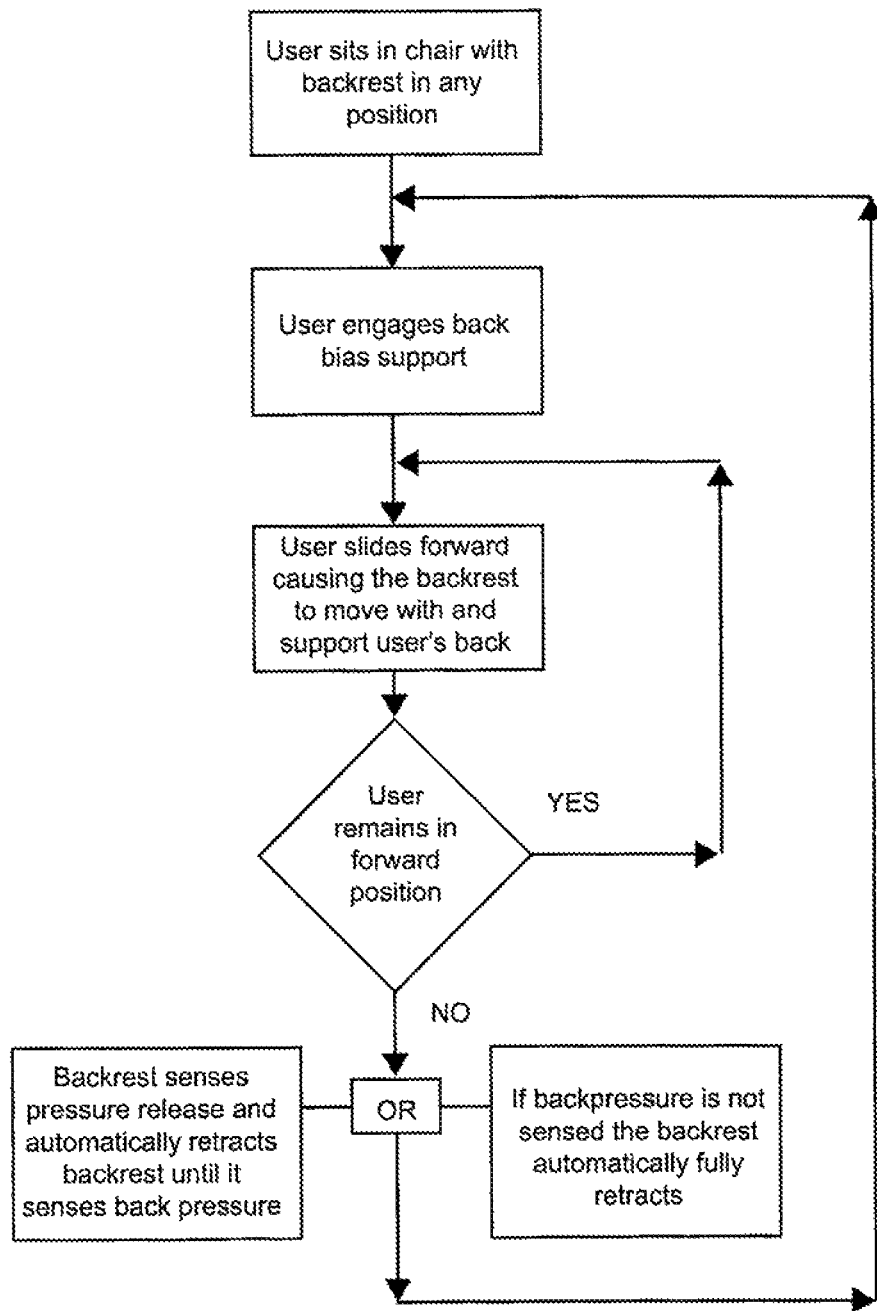 User sits in chair with
backrest in any
position
User engages back
bias support
User slides forward
causing the backrest
to move with and
support user's back
User
remains in
forward
position
YES
NO
Backrest senses
pressure release and
automatically retracts
backrest until it
senses back pressure
OR
If backpressure is not
sensed the backrest
automatically fully
retracts